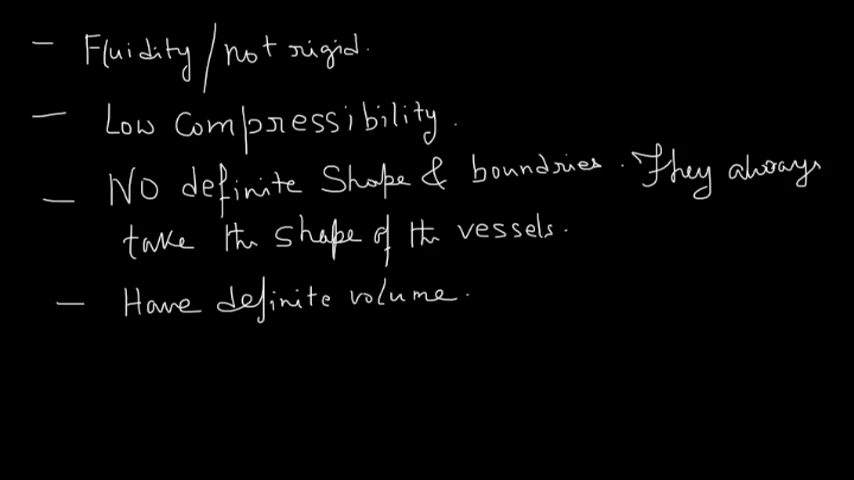 – Fluidity / not rigid.
– Low compressibility.
– No definite Shape & boundries. They always
take the shape of the vessels.
– Have definite volume.